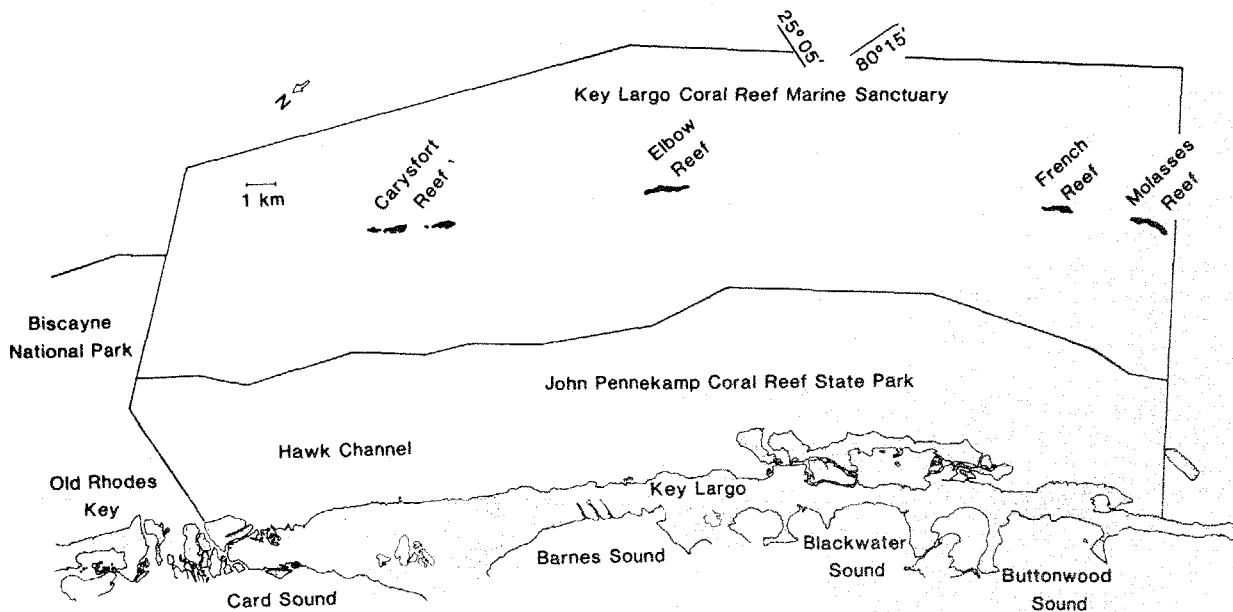 25° 05'
80° 15'
N
Key Largo Coral Reef Marine Sanctuary
Carysfort
Reef
Elbow
Reef
French
Reef
Molasses
Reef
1 km
Biscayne
National Park
John Pennekamp Coral Reef State Park
Hawk Channel
Old Rhodes
Key
Key Largo
Barnes Sound
Blackwater
Sound
Buttonwood
Sound
Card Sound